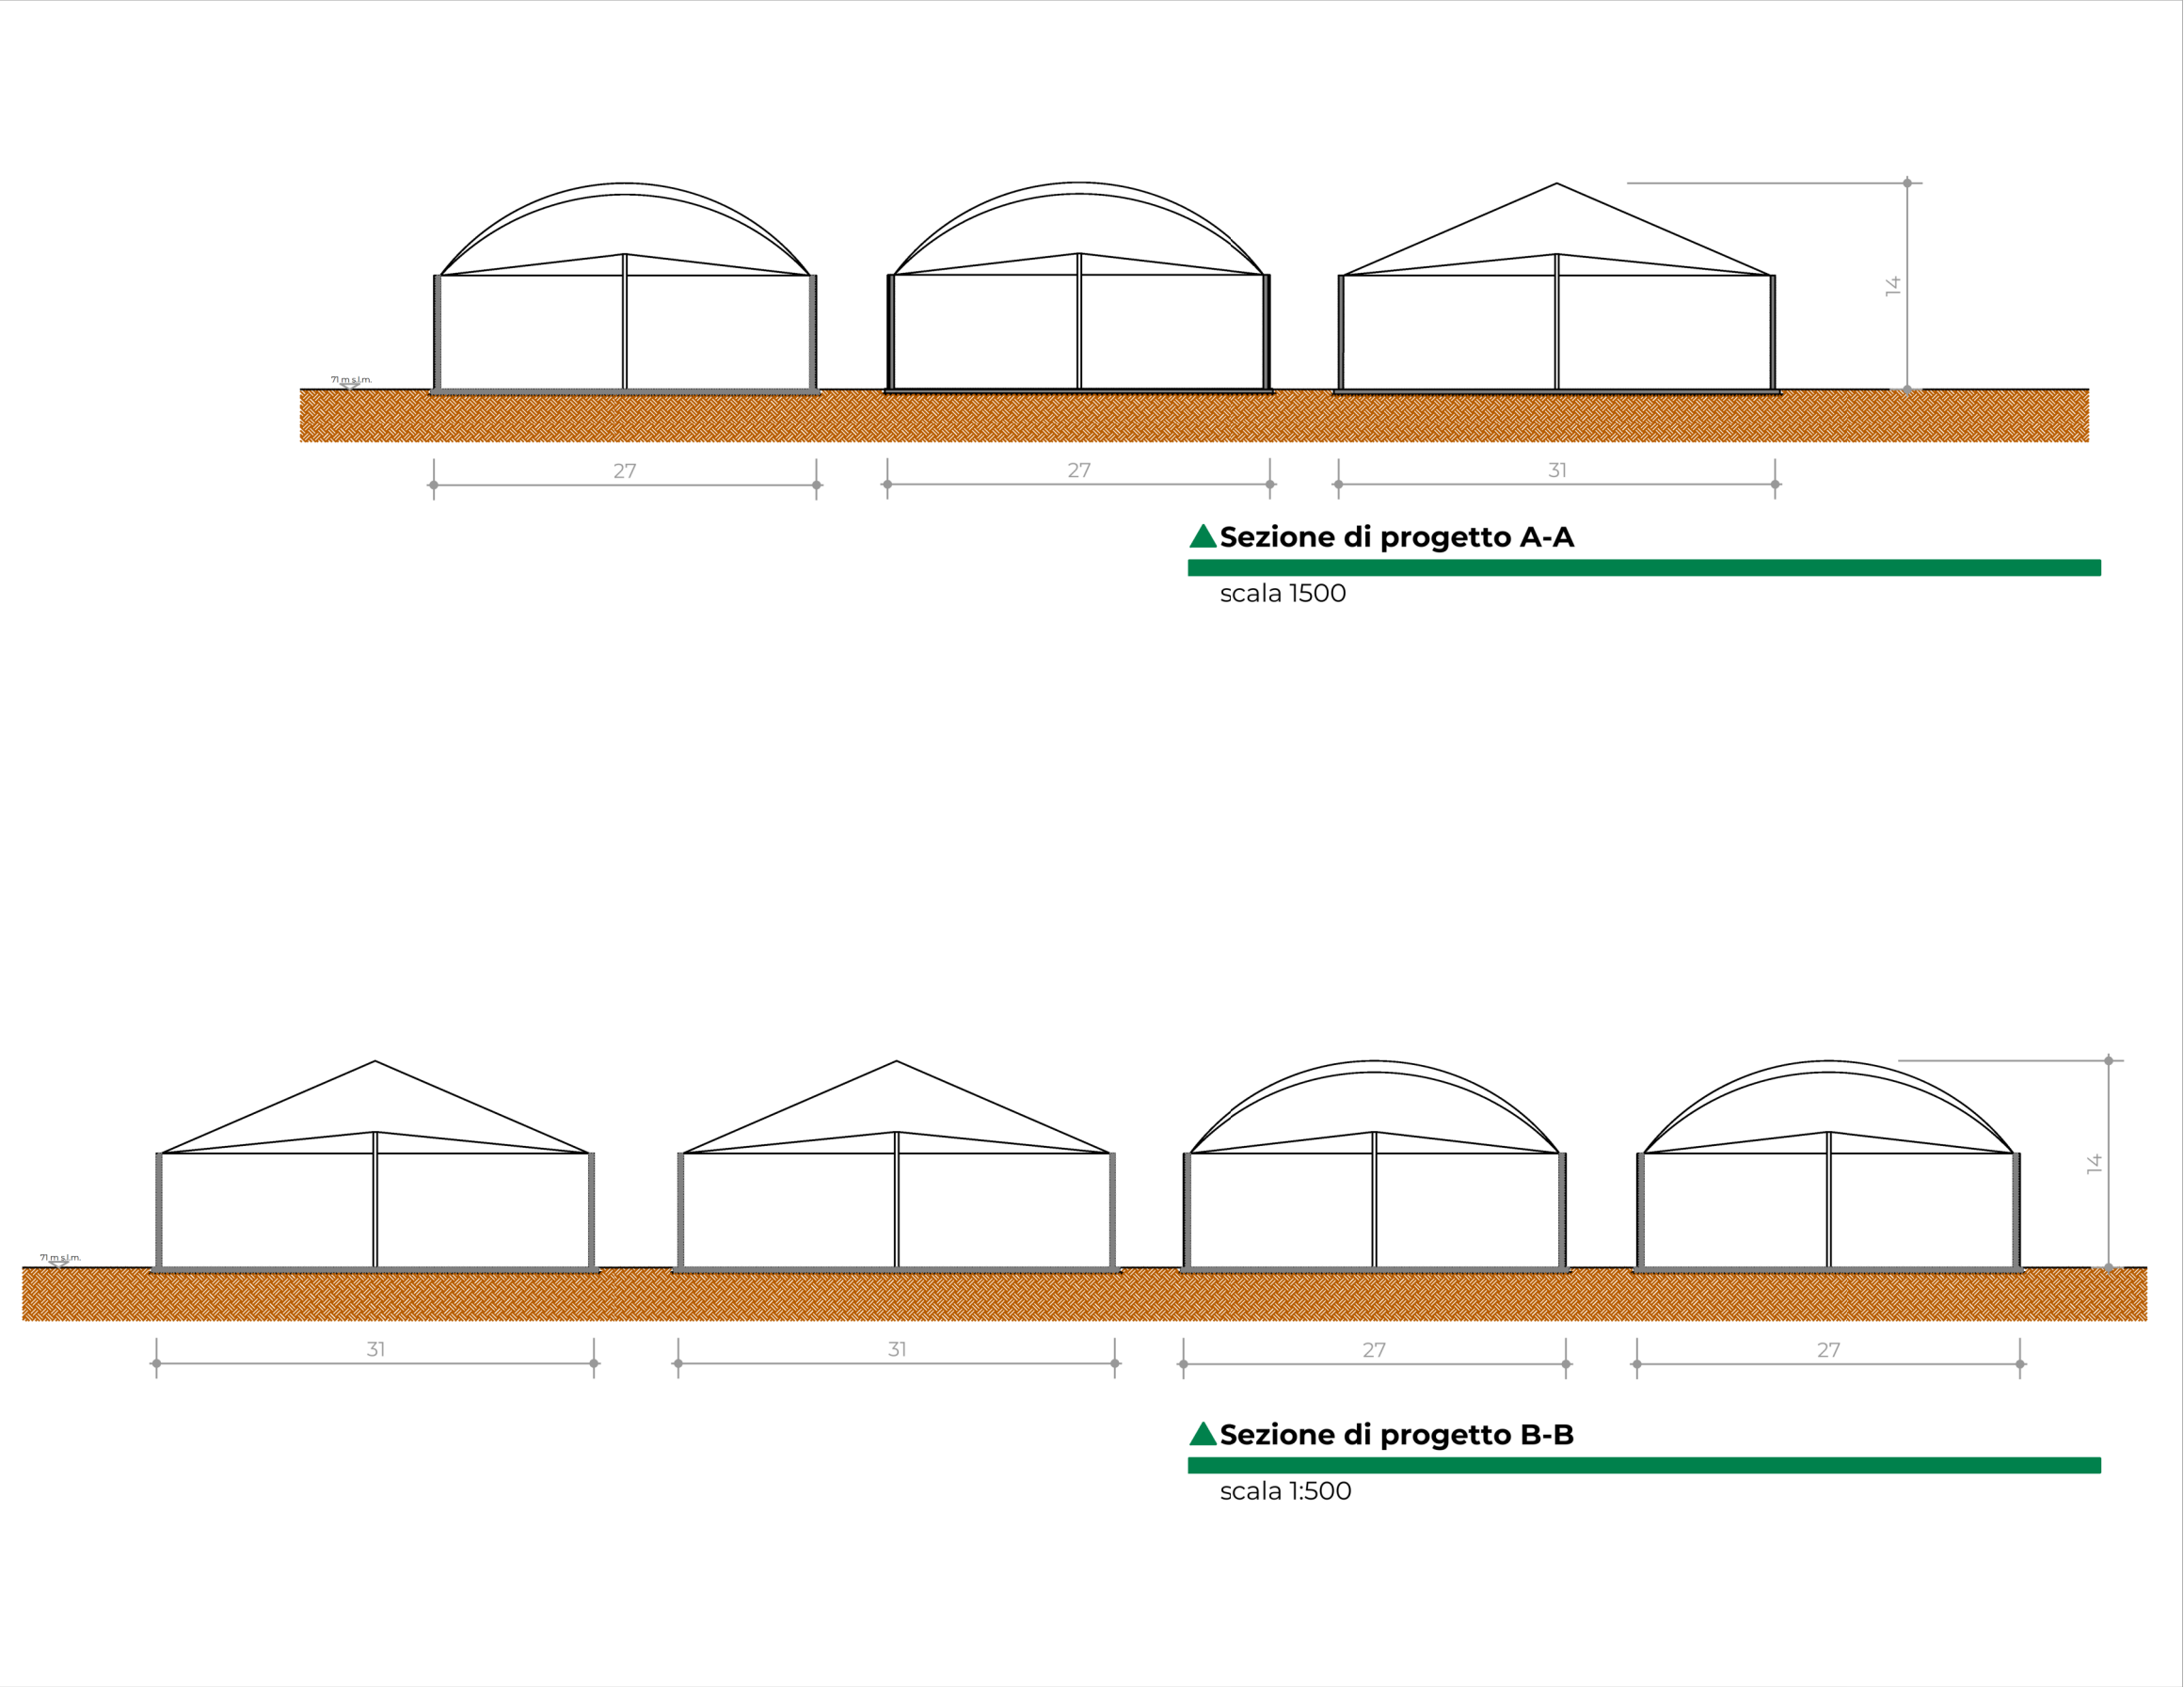 14
71 m s.l.m.
27
27
31
Sezione di progetto A-A
scala 1500
14
71 m s.l.m.
31
31
27
27
Sezione di progetto B-B
scala 1:500